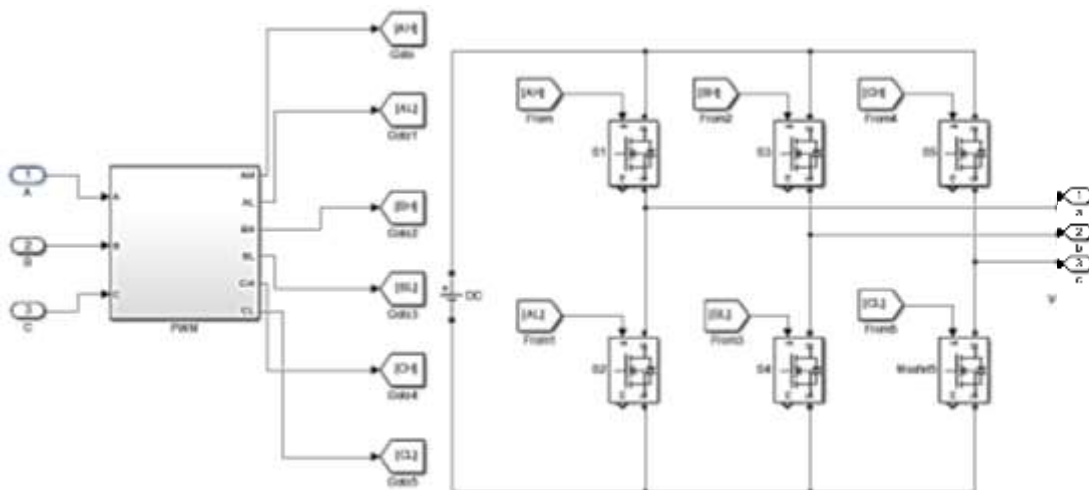 [AH]
Goto
[AL]
Goto1
[BH]
Goto2
[BL]
Goto3
[CH]
Goto4
[CL]
Goto5
1
A
2
B
3
C
A
B
C
AH
AL
BH
BL
CH
CL
PWM
[AH]
From
[BH]
From2
[CH]
From4
S1
S3
S5
DC
[AL]
From1
[BL]
From3
[CL]
From5
S2
S4
Mosfet5
1
a
2
b
3
c
V